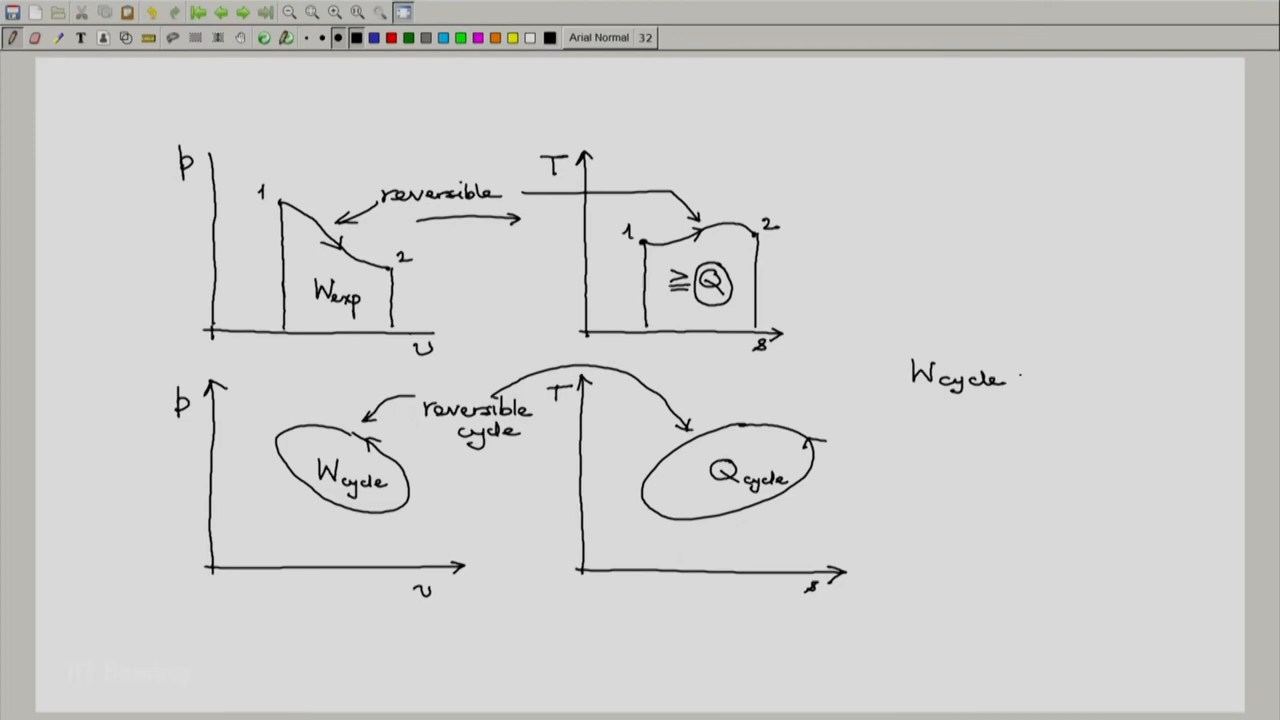 T
Arial Normal 32
p
1
reversible
2
Wexp
v
T
1
2
≧ Q
s
p
reversible
cycle
Wcycle
v
T
Qcycle
s
Wcycle